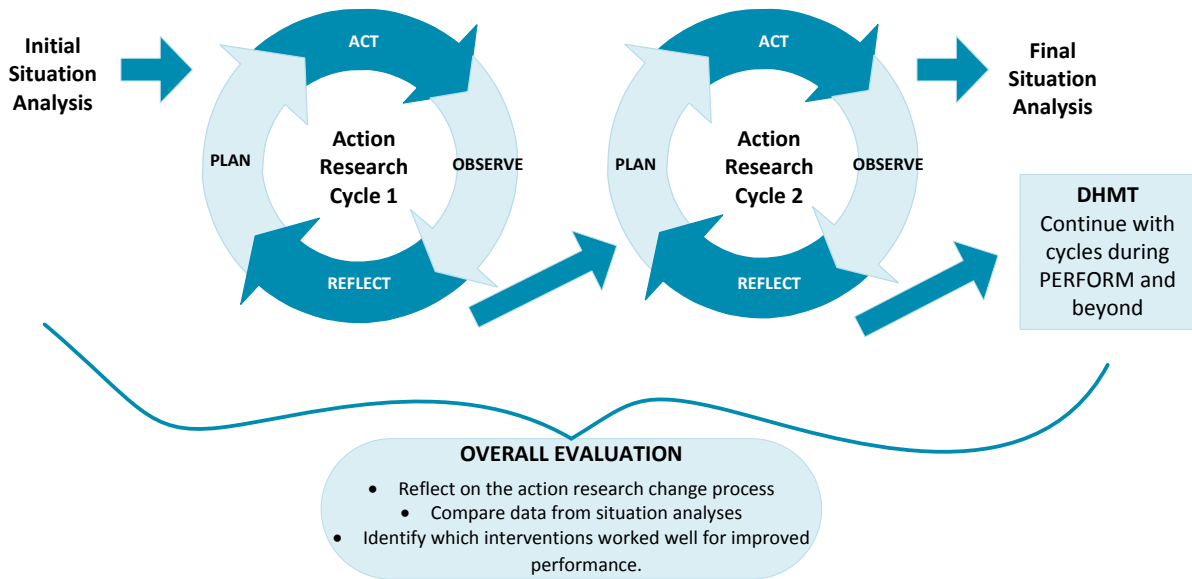 Initial
Situation
Analysis
ACT
PLAN
Action
Research
Cycle 1
OBSERVE
REFLECT
ACT
PLAN
Action
Research
Cycle 2
OBSERVE
REFLECT
Final
Situation
Analysis
DHMT
Continue with
cycles during
PERFORM and
beyond
OVERALL EVALUATION
• Reflect on the action research change process
• Compare data from situation analyses
• Identify which interventions worked well for improved
performance.